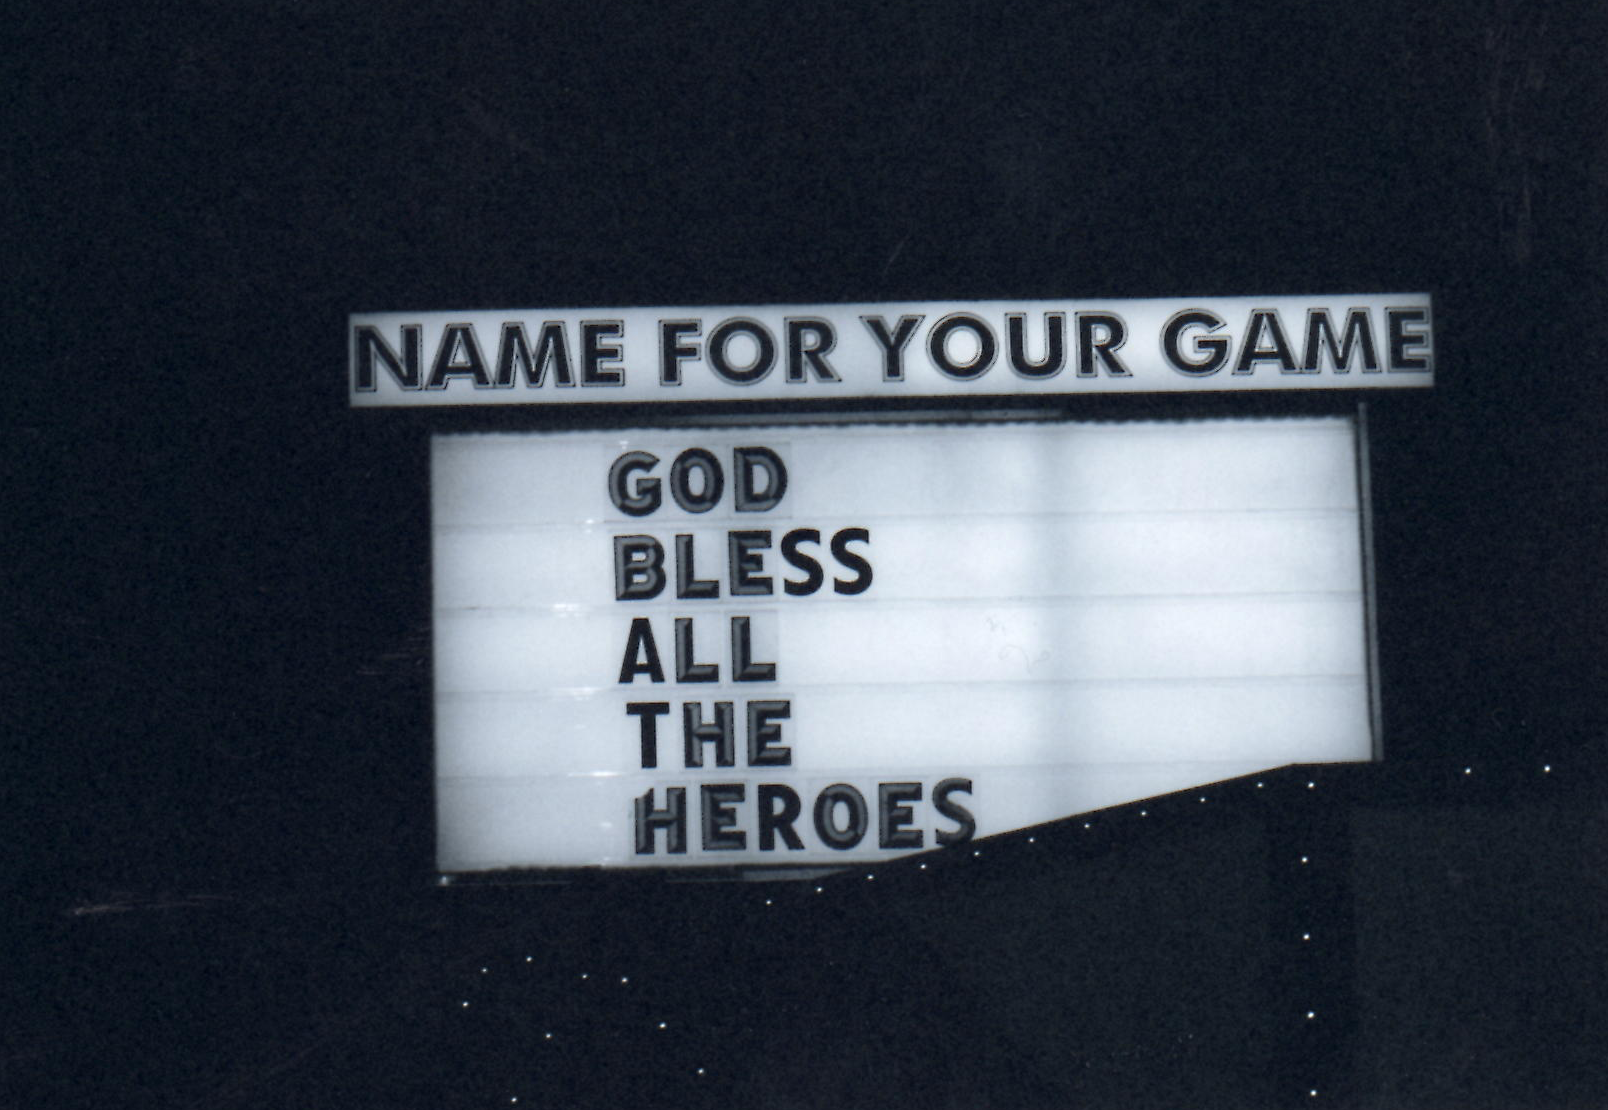 NAME FOR YOUR GAME
GOD
BLESS
ALL
THE
HEROES